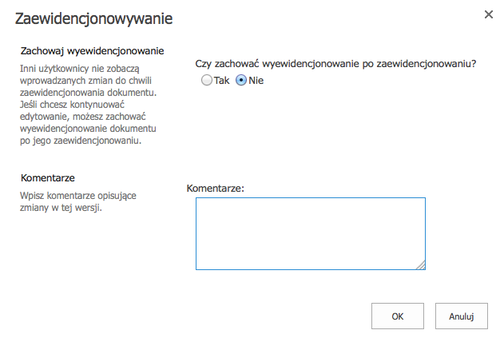 Zaewidencjonowywanie
Zachowaj wyewidencjonowanie
Inni użytkownicy nie zobaczą
wprowadzanych zmian do chwili
zaewidencjonowania dokumentu.
Jeśli chcesz kontynuować
edytowanie, możesz zachować
wyewidencjonowanie dokumentu
po jego zaewidencjonowaniu.
Czy zachować wyewidencjonowanie po zaewidencjonowaniu?
Tak Nie
Komentarze
Wpisz komentarze opisujące
zmiany w tej wersji.
Komentarze:
OK Anuluj